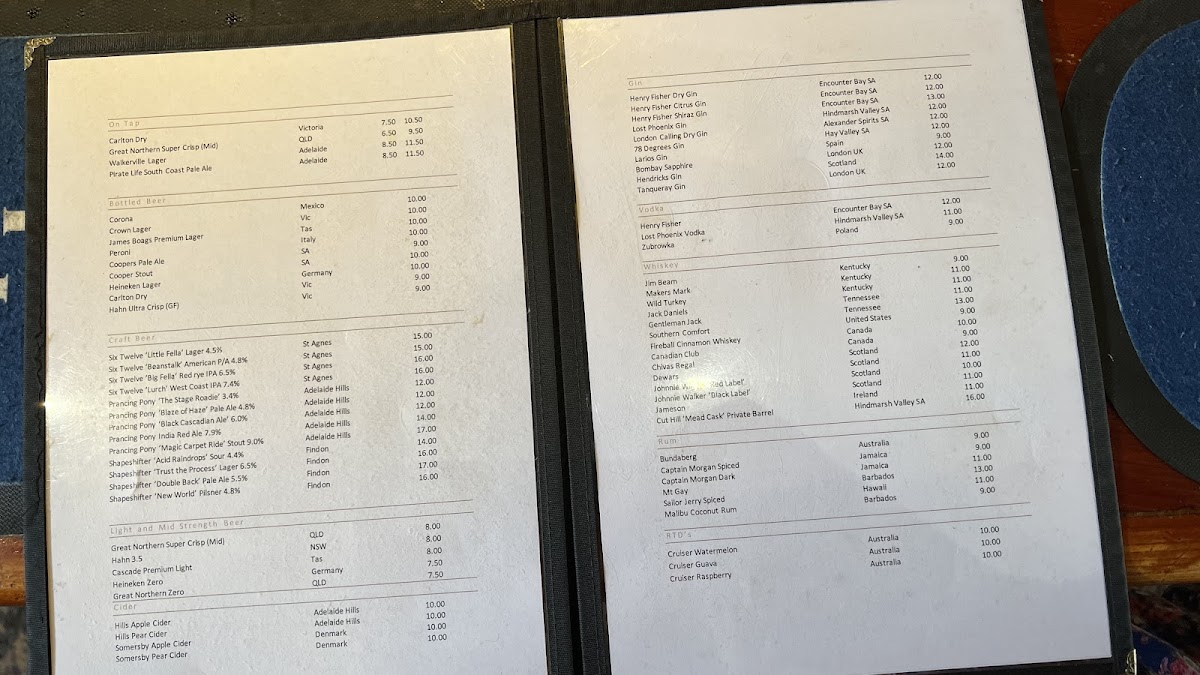 On Tap
Carlton Dry Victoria 7.50 10.50
Great Northern Super Crisp (Mid) QLD 6.50 9.50
Walkerville Lager Adelaide 8.50 11.50
Pirate Life South Coast Pale Ale Adelaide 8.50 11.50
Bottled Beer
Corona Mexico 10.00
Crown Lager Vic 10.00
James Boags Premium Lager Tas 10.00
Peroni Italy 10.00
Coopers Pale Ale SA 9.00
Cooper Stout SA 10.00
Heineken Lager Germany 10.00
Carlton Dry Vic 9.00
Hahn Ultra Crisp (GF) Vic 9.00
Craft Beer
Six Twelve 'Little Fella' Lager 4.5% St Agnes 15.00
Six Twelve 'Beanstalk' American P/A 4.8% St Agnes 15.00
Six Twelve 'Big Fella' Red rye IPA 6.5% St Agnes 16.00
Six Twelve 'Lurch' West Coast IPA 7.4% St Agnes 16.00
Prancing Pony 'The Stage Roadie' 3.4% Adelaide Hills 12.00
Prancing Pony 'Blaze of Haze' Pale Ale 4.8% Adelaide Hills 12.00
Prancing Pony 'Black Cascadian Ale' 6.0% Adelaide Hills 12.00
Prancing Pony India Red Ale 7.9% Adelaide Hills 14.00
Prancing Pony 'Magic Carpet Ride' Stout 9.0% Adelaide Hills 17.00
Shapeshifter 'Acid Raindrops' Sour 4.4% Findon 14.00
Shapeshifter 'Trust the Process' Lager 6.5% Findon 16.00
Shapeshifter 'Double Back' Pale Ale 5.5% Findon 17.00
Shapeshifter 'New World' Pilsner 4.8% Findon 16.00
Light and Mid Strength Beer
Great Northern Super Crisp (Mid) QLD 8.00
Hahn 3.5 NSW 8.00
Cascade Premium Light Tas 8.00
Heineken Zero Germany 7.50
Great Northern Zero QLD 7.50
Cider
Hills Apple Cider Adelaide Hills 10.00
Hills Pear Cider Adelaide Hills 10.00
Somersby Apple Cider Denmark 10.00
Somersby Pear Cider Denmark 10.00
Gin
Henry Fisher Dry Gin Encounter Bay SA 12.00
Henry Fisher Citrus Gin Encounter Bay SA 12.00
Henry Fisher Shiraz Gin Encounter Bay SA 13.00
Lost Phoenix Gin Hindmarsh Valley SA 12.00
London Calling Dry Gin Alexander Spirits SA 12.00
78 Degrees Gin Hay Valley SA 12.00
Larios Gin Spain 9.00
Bombay Sapphire London UK 12.00
Hendricks Gin Scotland 14.00
Tanqueray Gin London UK 12.00
Vodka
Henry Fisher Encounter Bay SA 12.00
Lost Phoenix Vodka Hindmarsh Valley SA 11.00
Zubrowka Poland 9.00
Whiskey
Jim Beam Kentucky 9.00
Makers Mark Kentucky 11.00
Wild Turkey Kentucky 11.00
Jack Daniels Tennessee 11.00
Gentleman Jack Tennessee 13.00
Southern Comfort United States 9.00
Fireball Cinnamon Whiskey Canada 10.00
Canadian Club Canada 9.00
Chivas Regal Scotland 12.00
Dewars Scotland 11.00
Johnnie Red Label' Scotland 10.00
Johnnie Walker 'Black Label' Scotland 11.00
Jameson Ireland 11.00
Cut Hill 'Mead Cask' Private Barrel Hindmarsh Valley SA 16.00
Rum
Bundaberg Australia 9.00
Captain Morgan Spiced Jamaica 9.00
Captain Morgan Dark Jamaica 11.00
Mt Gay Barbados 13.00
Sailor Jerry Spiced Hawaii 11.00
Malibu Coconut Rum Barbados 9.00
RTD's
Cruiser Watermelon Australia 10.00
Cruiser Guava Australia 10.00
Cruiser Raspberry Australia 10.00